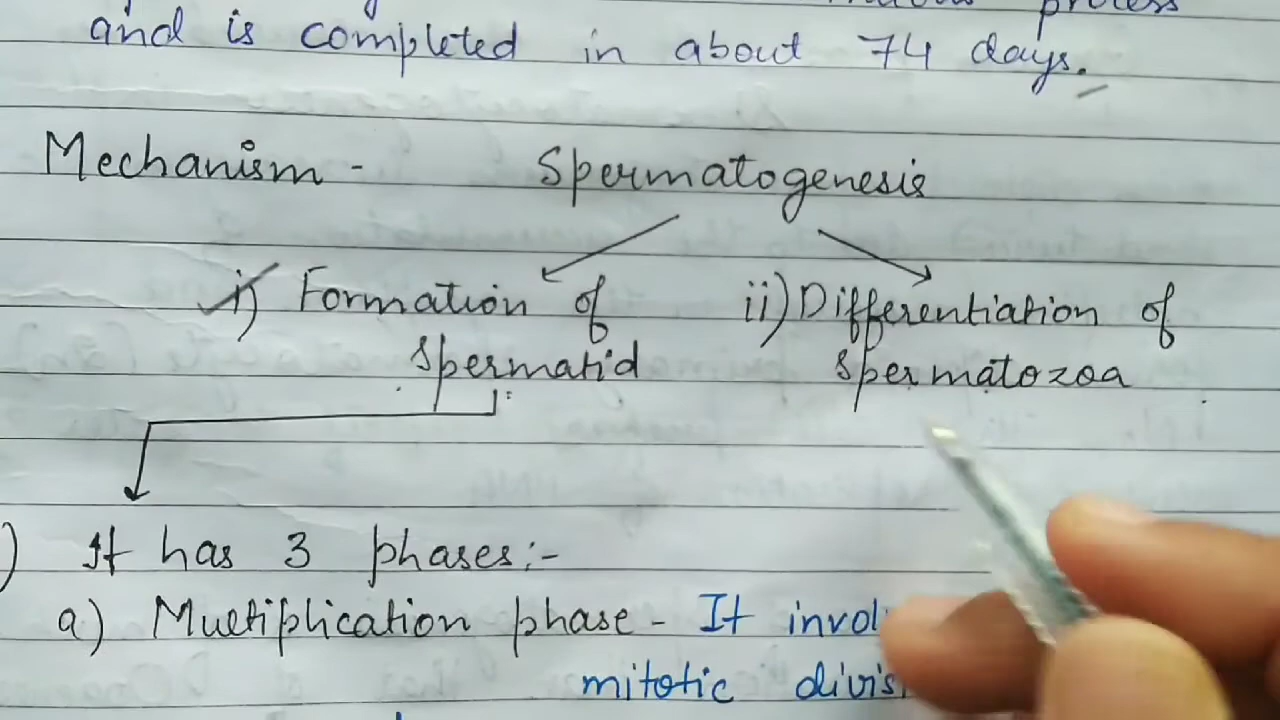 process
and is completed in about 74 days.
Mechanism - Spermatogenesis
i) Formation of ii) Differentiation of
spermatid spermatozoa
) It has 3 phases:-
a) Multiplication phase - It invol
mitotic divis